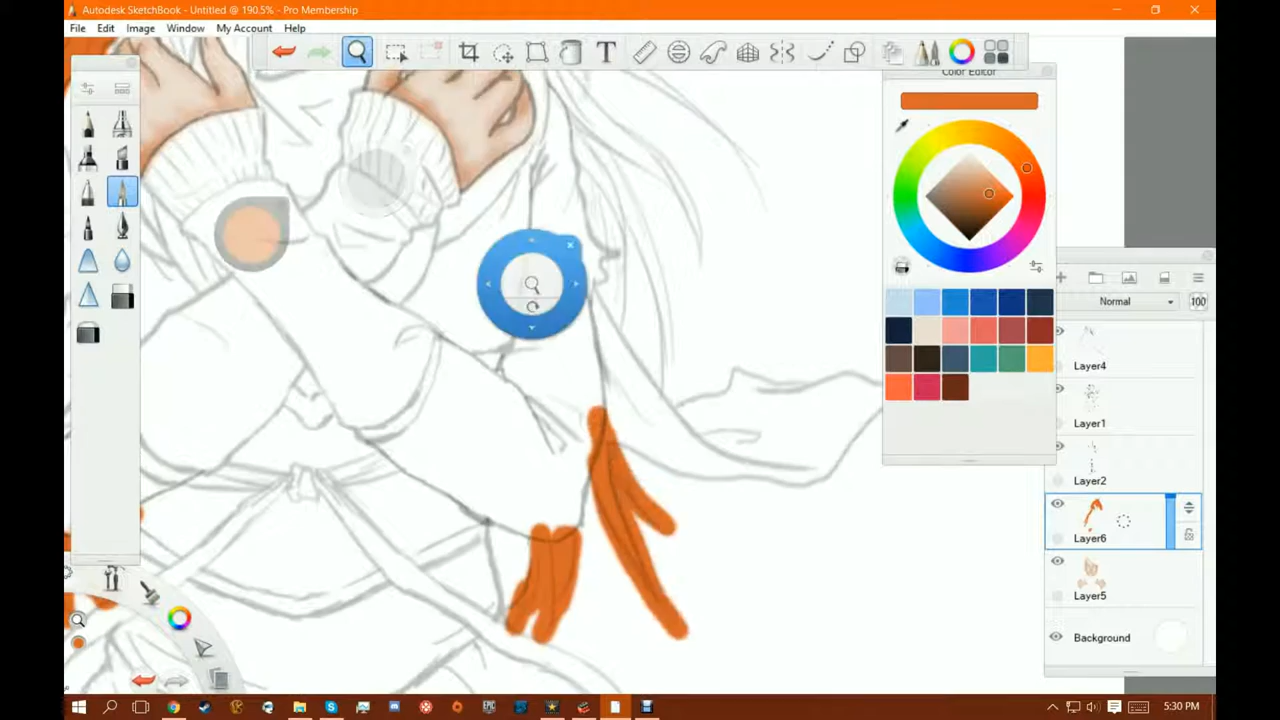 Autodesk SketchBook - Untitled @ 190.5% - Pro Membership
File Edit Image Window My Account Help
T
Color Editor
Normal 100
Layer4
Layer1
Layer2
Layer6
Layer5
Background
EPIC
5:30 PM